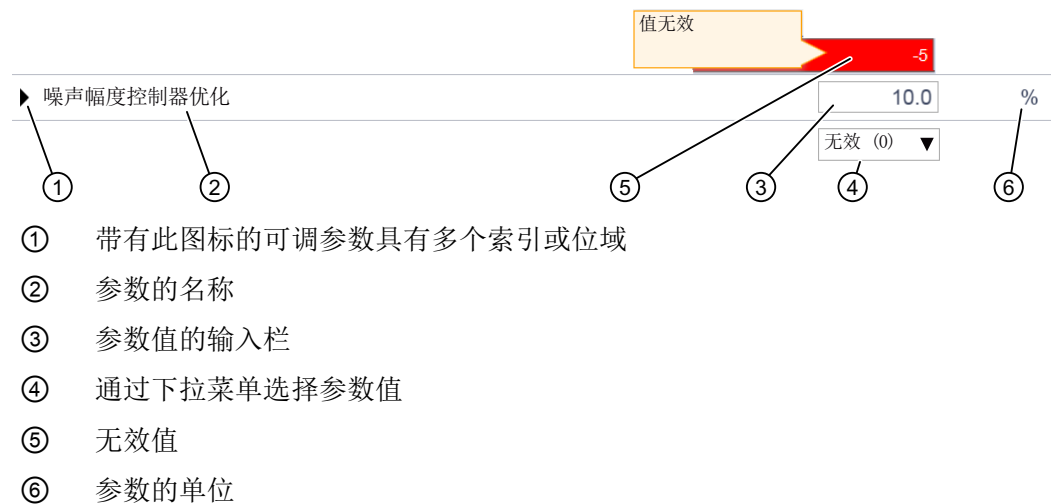 值无效
-5
噪声幅度控制器优化 10.0 %
无效 (0) ▼
① ② ⑤ ③ ④ ⑥
① 带有此图标的可调参数具有多个索引或位域
② 参数的名称
③ 参数值的输入栏
④ 通过下拉菜单选择参数值
⑤ 无效值
⑥ 参数的单位